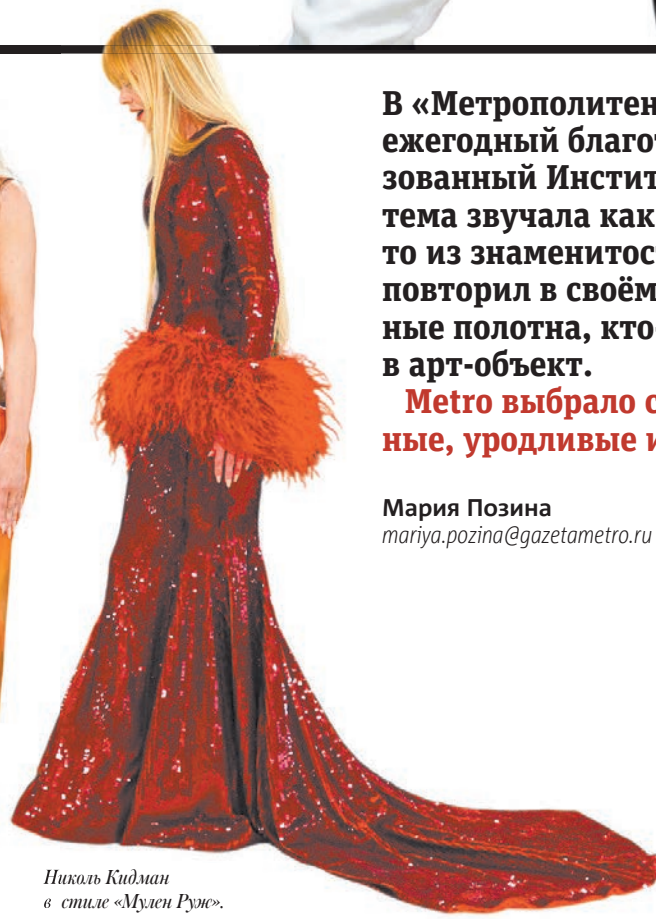 В «Метрополитен
ежегодный благот
зованный Инстит
тема звучала как
то из знаменитос
повторил в своём
ные полотна, кто-
в арт-объект.
Metro выбрало с
ные, уродливые и
Мария Позина
mariya.pozina@gazetametro.ru
Николь Кидман
в стиле «Мулен Руж».